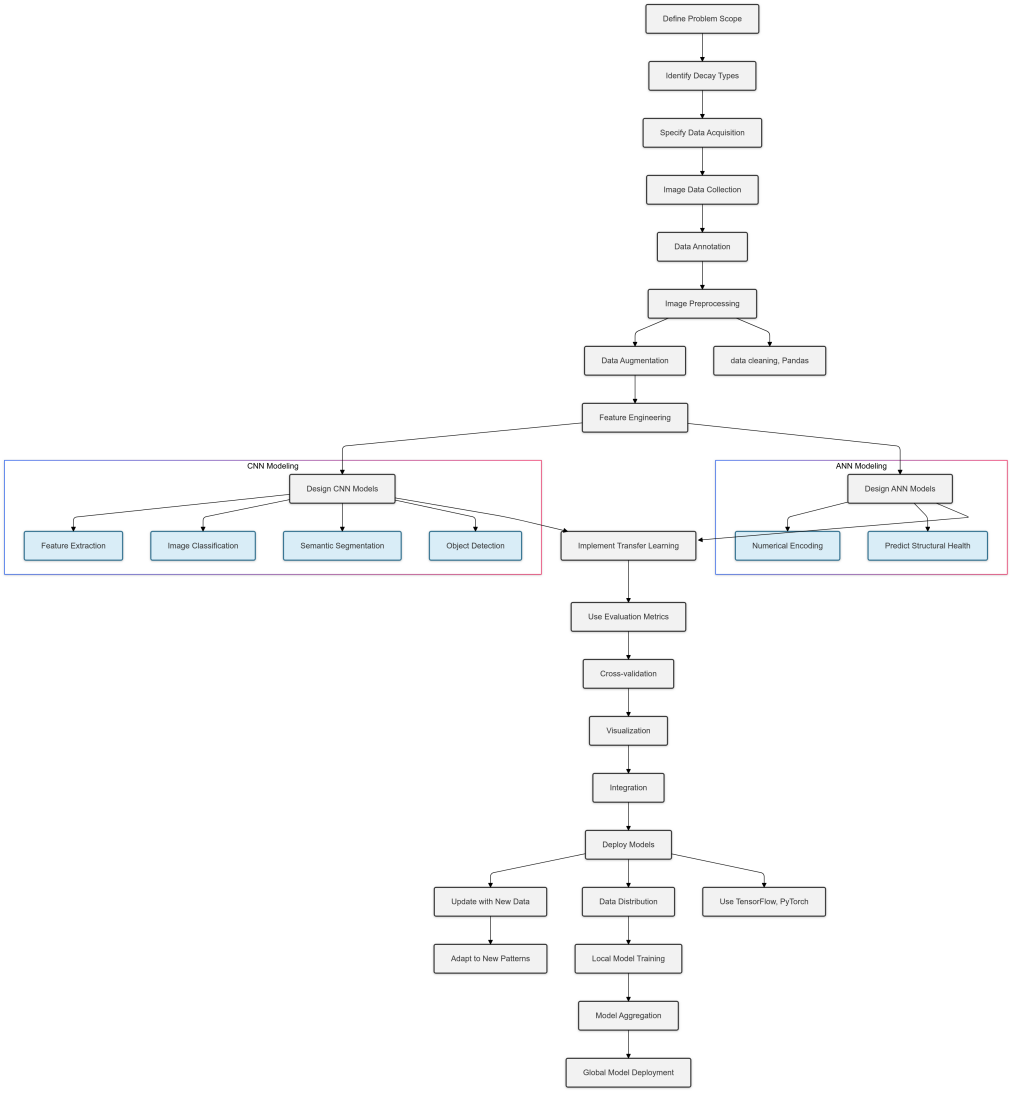 Define Problem Scope
Identify Decay Types
Specify Data Acquisition
Image Data Collection
Data Annotation
Image Preprocessing
Data Augmentation
data cleaning, Pandas
Feature Engineering
CNN Modeling
ANN Modeling
Design CNN Models
Design ANN Models
Feature Extraction
Image Classification
Semantic Segmentation
Object Detection
Implement Transfer Learning
Numerical Encoding
Predict Structural Health
Use Evaluation Metrics
Cross-validation
Visualization
Integration
Deploy Models
Update with New Data
Data Distribution
Use TensorFlow, PyTorch
Adapt to New Patterns
Local Model Training
Model Aggregation
Global Model Deployment